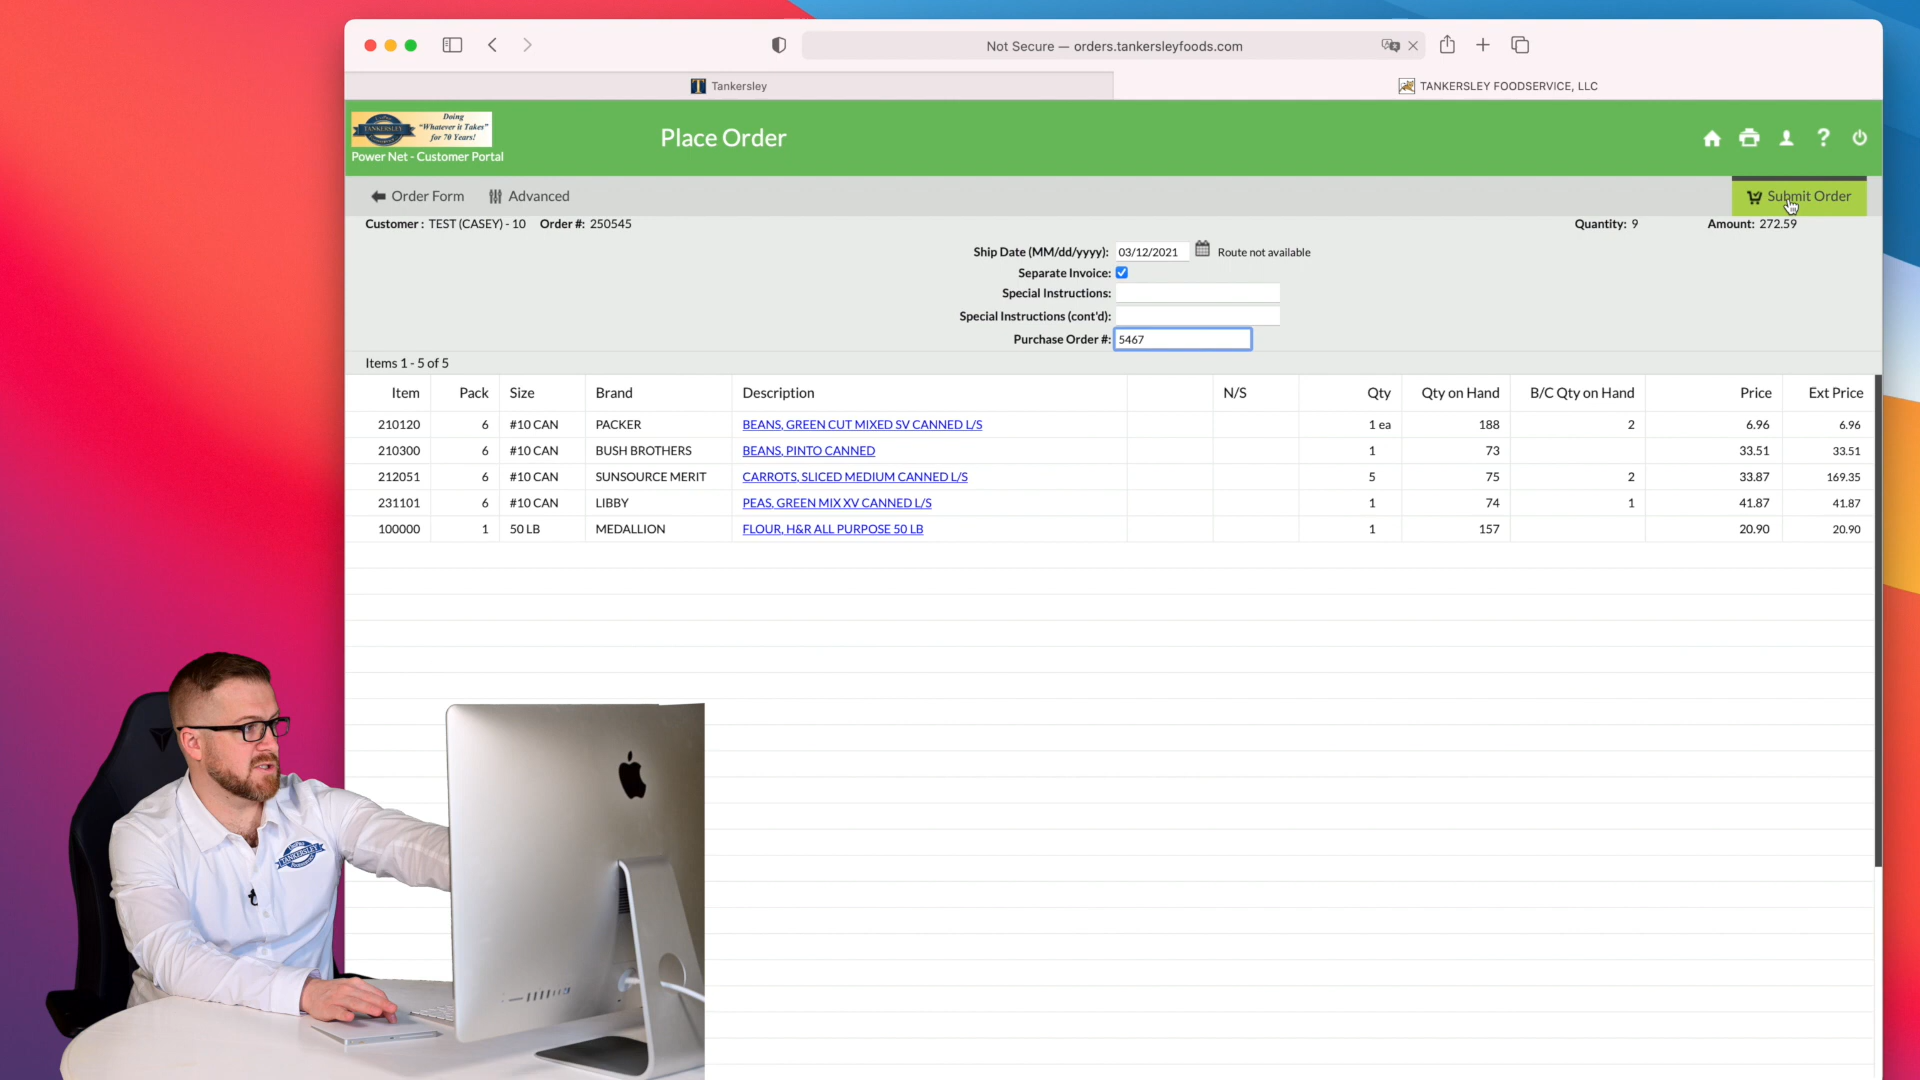 Not Secure — orders.tankersleyfoods.com
Tankersley
TANKERSLEY FOODSERVICE, LLC
TANKERSLEY
Doing
"Whatever it Takes"
for 70 Years!
Power Net - Customer Portal
Place Order
?
Order Form Advanced Submit Order
Customer : TEST (CASEY) - 10 Order #: 250545 Quantity: 9 Amount: 272.59
Ship Date (MM/dd/yyyy): 03/12/2021 Route not available
Separate Invoice:
Special Instructions:
Special Instructions (cont'd):
Purchase Order #: 5467
Items 1 - 5 of 5
Item Pack Size Brand Description N/S Qty Qty on Hand B/C Qty on Hand Price Ext Price
210120 6 #10 CAN PACKER BEANS, GREEN CUT MIXED SV CANNED L/S 1 ea 188 2 6.96 6.96
210300 6 #10 CAN BUSH BROTHERS BEANS, PINTO CANNED 1 73 33.51 33.51
212051 6 #10 CAN SUNSOURCE MERIT CARROTS, SLICED MEDIUM CANNED L/S 5 75 2 33.87 169.35
231101 6 #10 CAN LIBBY PEAS, GREEN MIX XV CANNED L/S 1 74 1 41.87 41.87
100000 1 50 LB MEDALLION FLOUR, H&R ALL PURPOSE 50 LB 1 157 20.90 20.90
TANKERSLEY